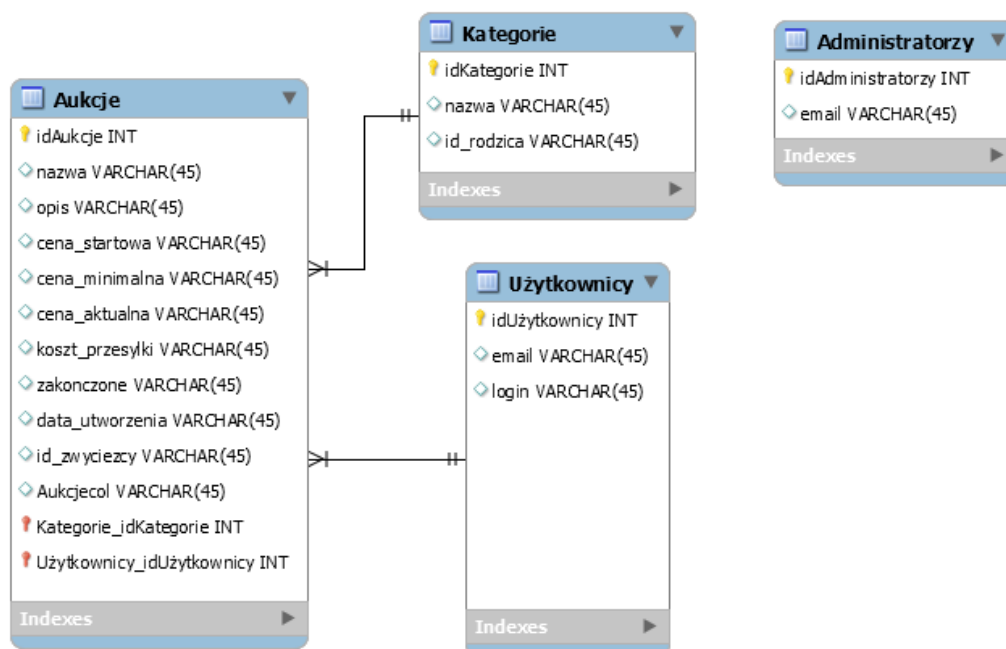 Aukcje
idAukcje INT
nazwa VARCHAR(45)
opis VARCHAR(45)
cena_startowa VARCHAR(45)
cena_minimalna VARCHAR(45)
cena_aktualna VARCHAR(45)
koszt_przesylki VARCHAR(45)
zakonczone VARCHAR(45)
data_utworzenia VARCHAR(45)
id_zwyciezcy VARCHAR(45)
Aukcjecol VARCHAR(45)
Kategorie_idKategorie INT
Użytkownicy_idUżytkownicy INT
Indexes
Kategorie
idKategorie INT
nazwa VARCHAR(45)
id_rodzica VARCHAR(45)
Indexes
Użytkownicy
idUżytkownicy INT
email VARCHAR(45)
login VARCHAR(45)
Indexes
Administratorzy
idAdministratorzy INT
email VARCHAR(45)
Indexes